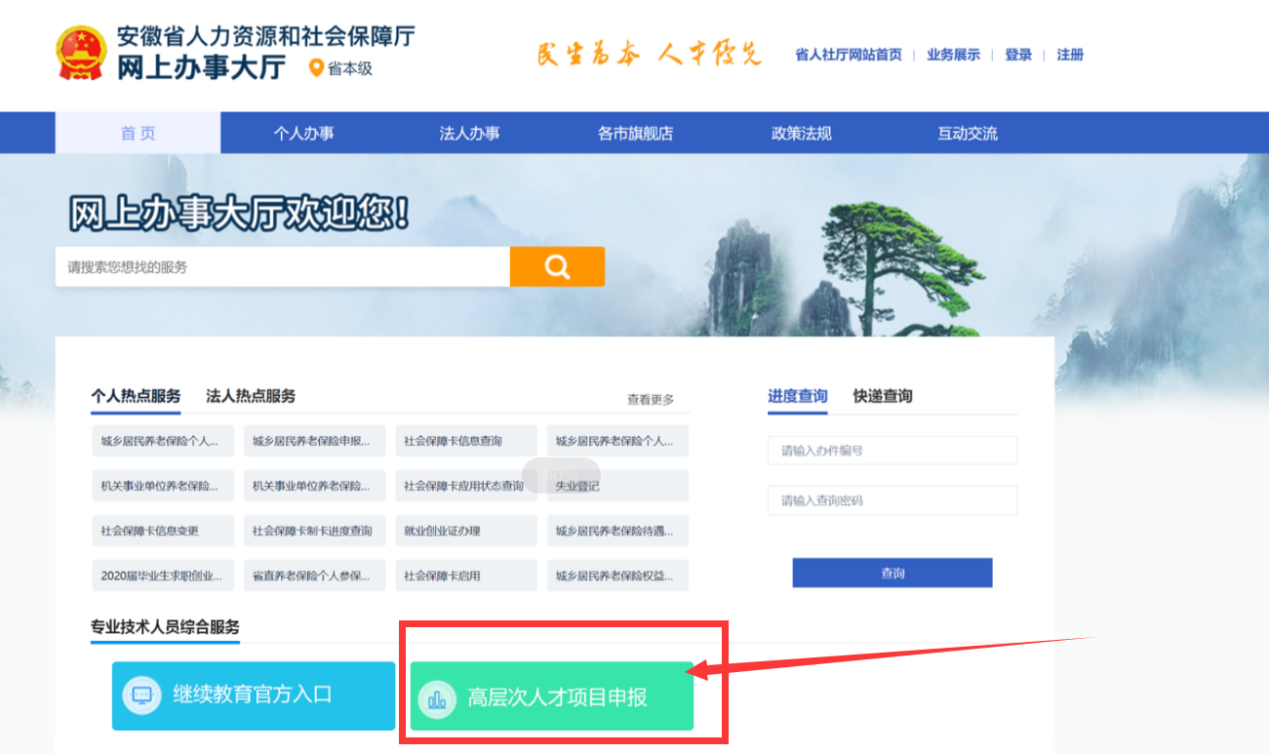 安徽省人力资源和社会保障厅
网上办事大厅 省本级
民生为本 人才优先
省人社厅网站首页 | 业务展示 | 登录 | 注册
首页 个人办事 法人办事 各市旗舰店 政策法规 互动交流
网上办事大厅欢迎您!
请搜索您想找的服务
个人热点服务 法人热点服务 查看更多
城乡居民养老保险个人... 城乡居民养老保险申报... 社会保障卡信息查询 城乡居民养老保险个人...
机关事业单位养老保险... 机关事业单位养老保险... 社会保障卡应用状态查询 失业登记
社会保障卡信息变更 社会保障卡制卡进度查询 就业创业证办理 城乡居民养老保险待遇...
2020届毕业生求职创业... 省直养老保险个人参保... 社会保障卡启用 城乡居民养老保险权益...
进度查询 快递查询
请输入办件编号
请输入查询密码
查询
专业技术人员综合服务
继续教育官方入口 高层次人才项目申报